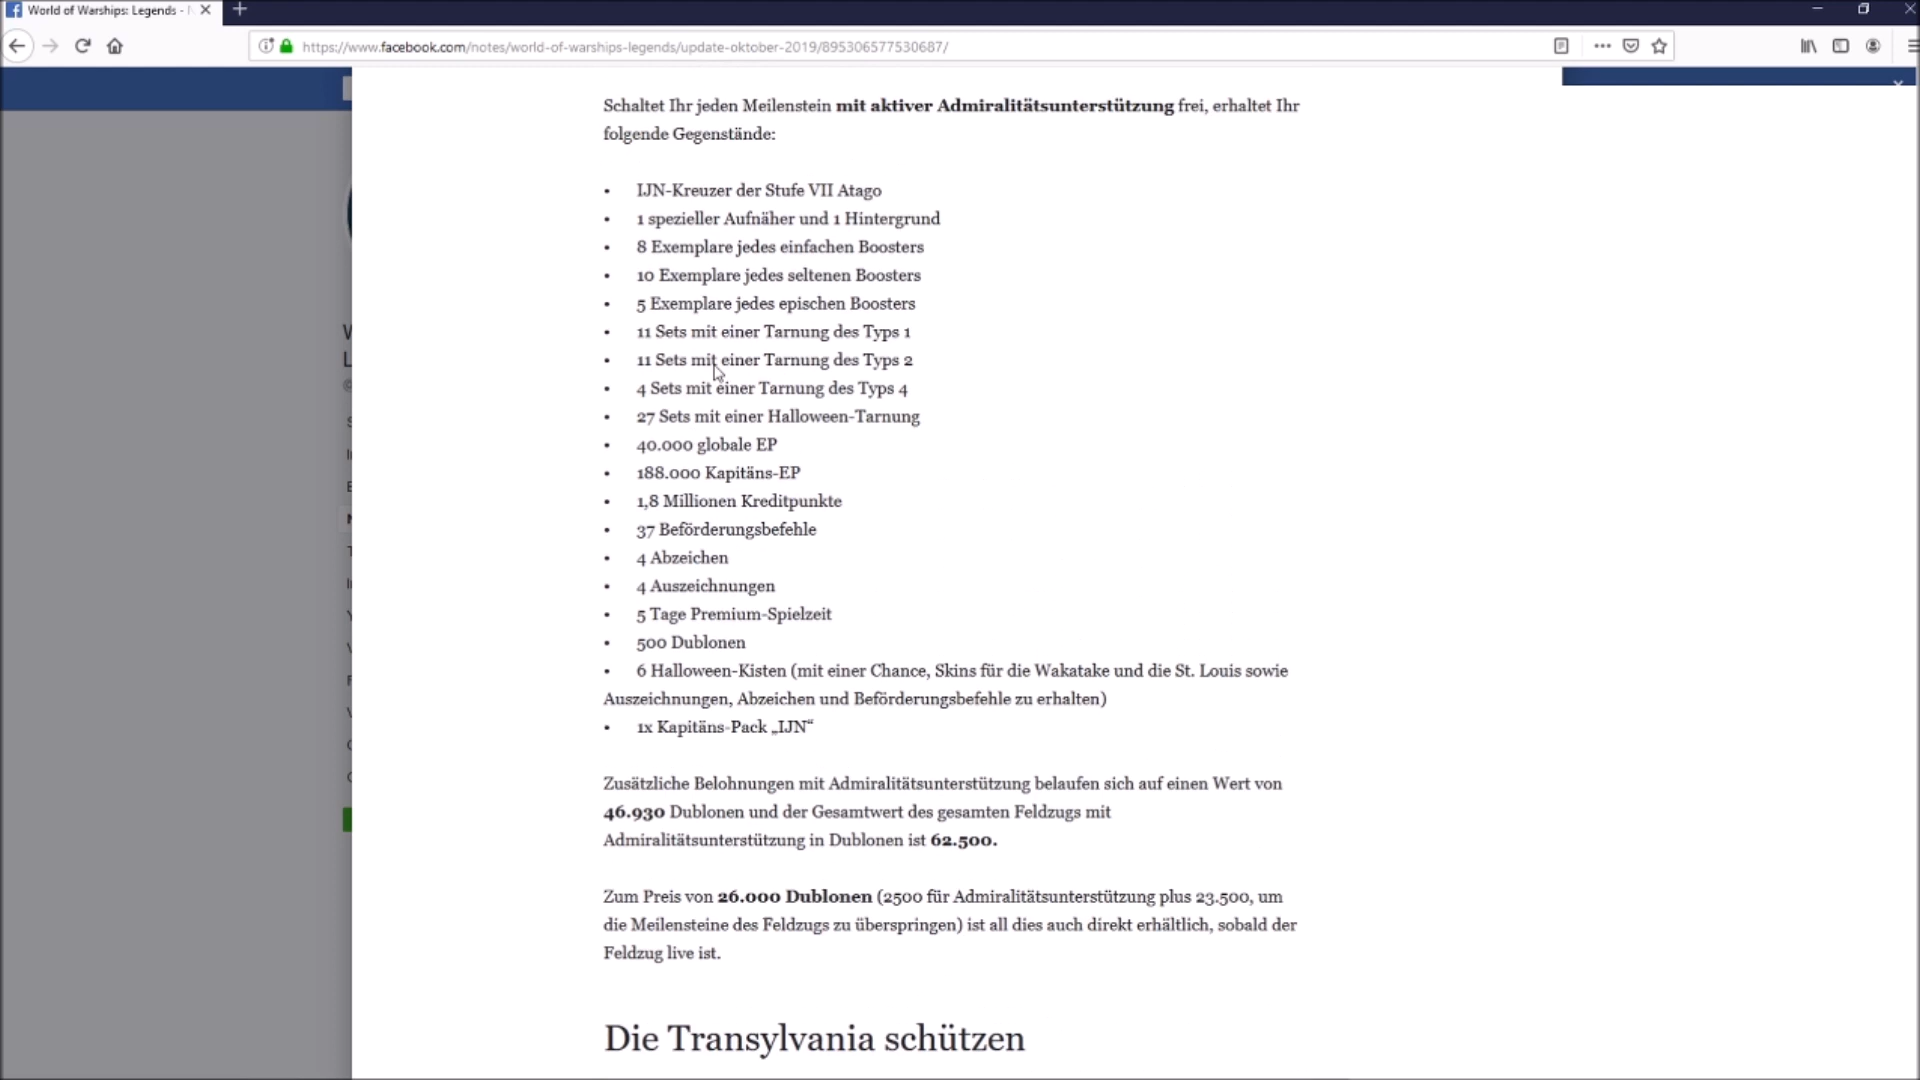 World of Warships: Legends -
https://www.facebook.com/notes/world-of-warships-legends/update-oktober-2019/895306577530687/
Schaltet Ihr jeden Meilenstein mit aktiver Admiralitätsunterstützung frei, erhaltet Ihr
folgende Gegenstände:
• IJN-Kreuzer der Stufe VII Atago
• 1 spezieller Aufnäher und 1 Hintergrund
• 8 Exemplare jedes einfachen Boosters
• 10 Exemplare jedes seltenen Boosters
• 5 Exemplare jedes epischen Boosters
• 11 Sets mit einer Tarnung des Typs 1
• 11 Sets mit einer Tarnung des Typs 2
• 4 Sets mit einer Tarnung des Typs 4
• 27 Sets mit einer Halloween-Tarnung
• 40.000 globale EP
• 188.000 Kapitäns-EP
• 1,8 Millionen Kreditpunkte
• 37 Beförderungsbefehle
• 4 Abzeichen
• 4 Auszeichnungen
• 5 Tage Premium-Spielzeit
• 500 Dublonen
• 6 Halloween-Kisten (mit einer Chance, Skins für die Wakatake und die St. Louis sowie
Auszeichnungen, Abzeichen und Beförderungsbefehle zu erhalten)
• 1x Kapitäns-Pack „IJN“
Zusätzliche Belohnungen mit Admiralitätsunterstützung belaufen sich auf einen Wert von
46.930 Dublonen und der Gesamtwert des gesamten Feldzugs mit
Admiralitätsunterstützung in Dublonen ist 62.500.
Zum Preis von 26.000 Dublonen (2500 für Admiralitätsunterstützung plus 23.500, um
die Meilensteine des Feldzugs zu überspringen) ist all dies auch direkt erhältlich, sobald der
Feldzug live ist.
Die Transylvania schützen